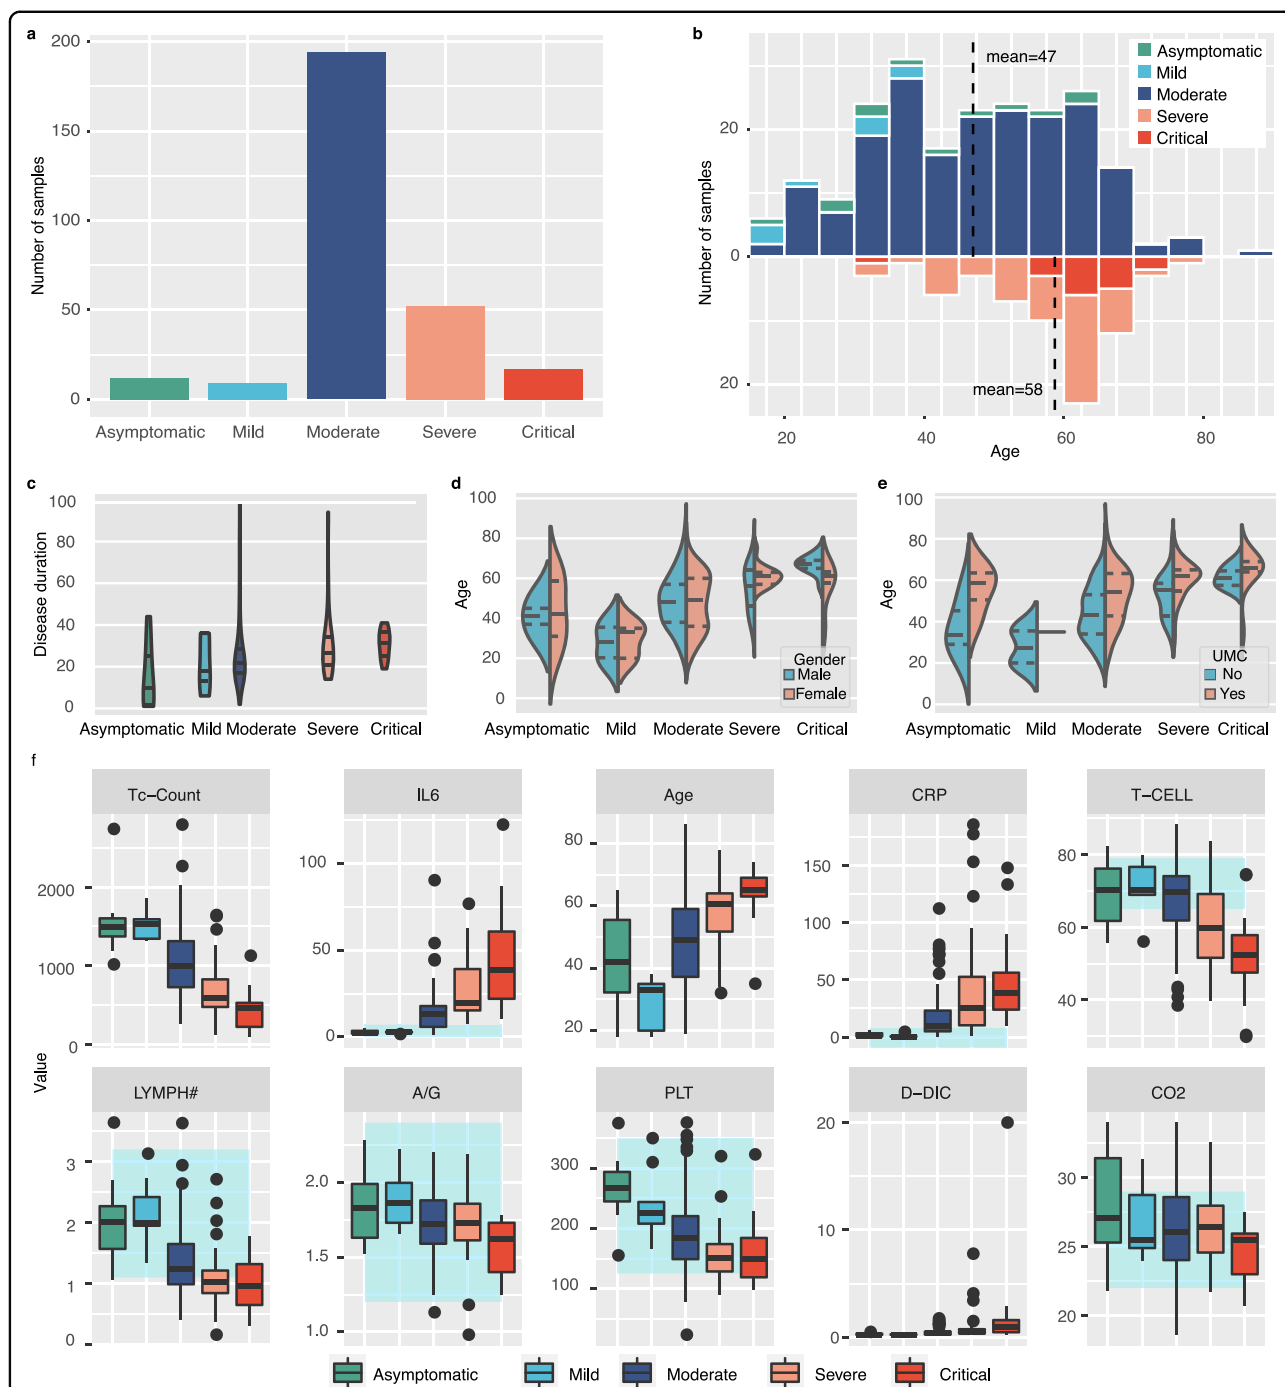 a
200
150
100
50
0
Number of samples
Asymptomatic Mild Moderate Severe Critical
b
mean=47
Asymptomatic
Mild
Moderate
Severe
Critical
20
0
20
Number of samples
mean=58
20 40 60 80
Age
c
100
80
60
40
20
0
Disease duration
Asymptomatic Mild Moderate Severe Critical
d
100
80
60
40
20
0
Age
Gender
Male
Female
Asymptomatic Mild Moderate Severe Critical
e
100
80
60
40
20
0
Age
UMC
No
Yes
Asymptomatic Mild Moderate Severe Critical
f
Value
Tc–Count
2000
1000
0
IL6
100
50
0
Age
80
60
40
20
CRP
150
100
50
0
T–CELL
80
60
40
LYMPH#
3
2
1
0
A/G
2.0
1.5
1.0
PLT
300
200
100
D–DIC
20
10
0
CO2
30
25
20
Asymptomatic Mild Moderate Severe Critical